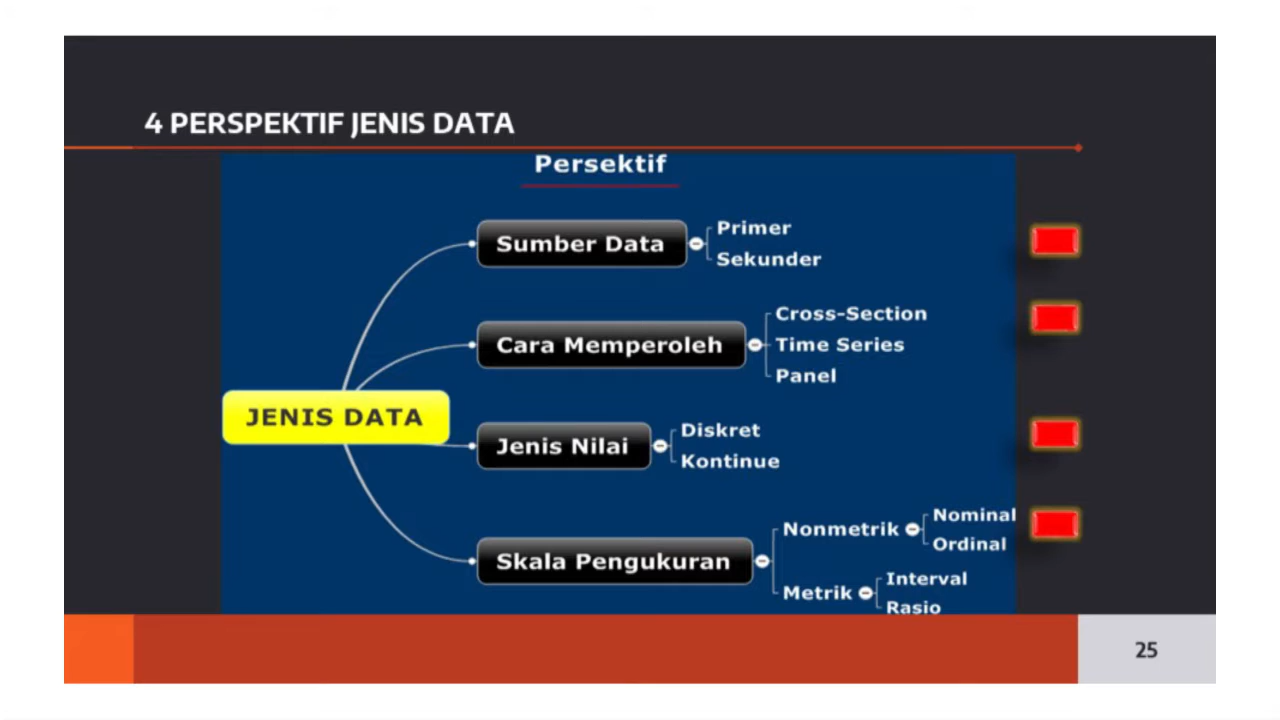 4 PERSPEKTIF JENIS DATA
Persektif
JENIS DATA
Sumber Data
Primer
Sekunder
Cara Memperoleh
Cross-Section
Time Series
Panel
Jenis Nilai
Diskret
Kontinue
Skala Pengukuran
Nonmetrik
Nominal
Ordinal
Metrik
Interval
Rasio
25